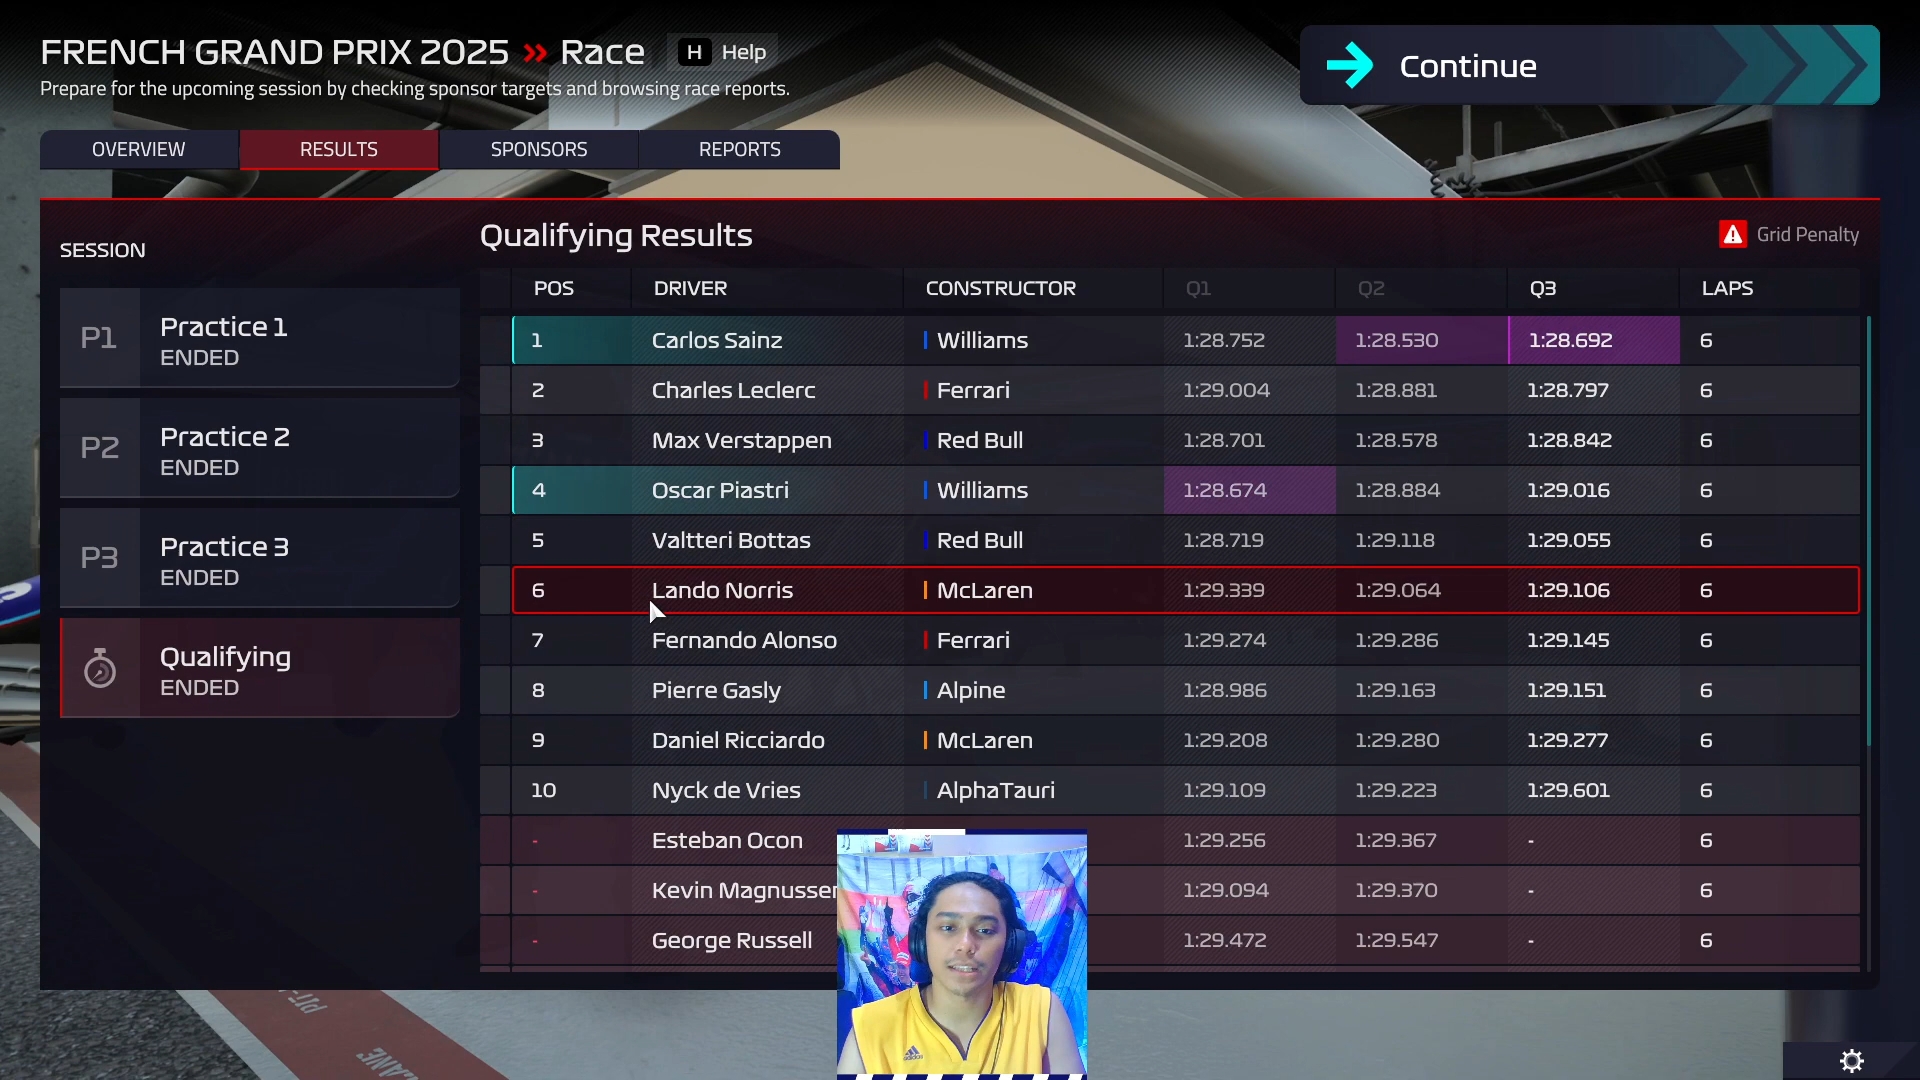 FRENCH GRAND PRIX 2025 » Race H Help
Prepare for the upcoming session by checking sponsor targets and browsing race reports.
Continue
OVERVIEW RESULTS SPONSORS REPORTS
SESSION
P1 Practice 1
ENDED
P2 Practice 2
ENDED
P3 Practice 3
ENDED
Qualifying
ENDED
Qualifying Results
Grid Penalty
POS DRIVER CONSTRUCTOR Q1 Q2 Q3 LAPS
1 Carlos Sainz Williams 1:28.752 1:28.530 1:28.692 6
2 Charles Leclerc Ferrari 1:29.004 1:28.881 1:28.797 6
3 Max Verstappen Red Bull 1:28.701 1:28.578 1:28.842 6
4 Oscar Piastri Williams 1:28.674 1:28.884 1:29.016 6
5 Valtteri Bottas Red Bull 1:28.719 1:29.118 1:29.055 6
6 Lando Norris McLaren 1:29.339 1:29.064 1:29.106 6
7 Fernando Alonso Ferrari 1:29.274 1:29.286 1:29.145 6
8 Pierre Gasly Alpine 1:28.986 1:29.163 1:29.151 6
9 Daniel Ricciardo McLaren 1:29.208 1:29.280 1:29.277 6
10 Nyck de Vries AlphaTauri 1:29.109 1:29.223 1:29.601 6
- Esteban Ocon 1:29.256 1:29.367 - 6
- Kevin Magnussen 1:29.094 1:29.370 - 6
- George Russell 1:29.472 1:29.547 - 6
adidas